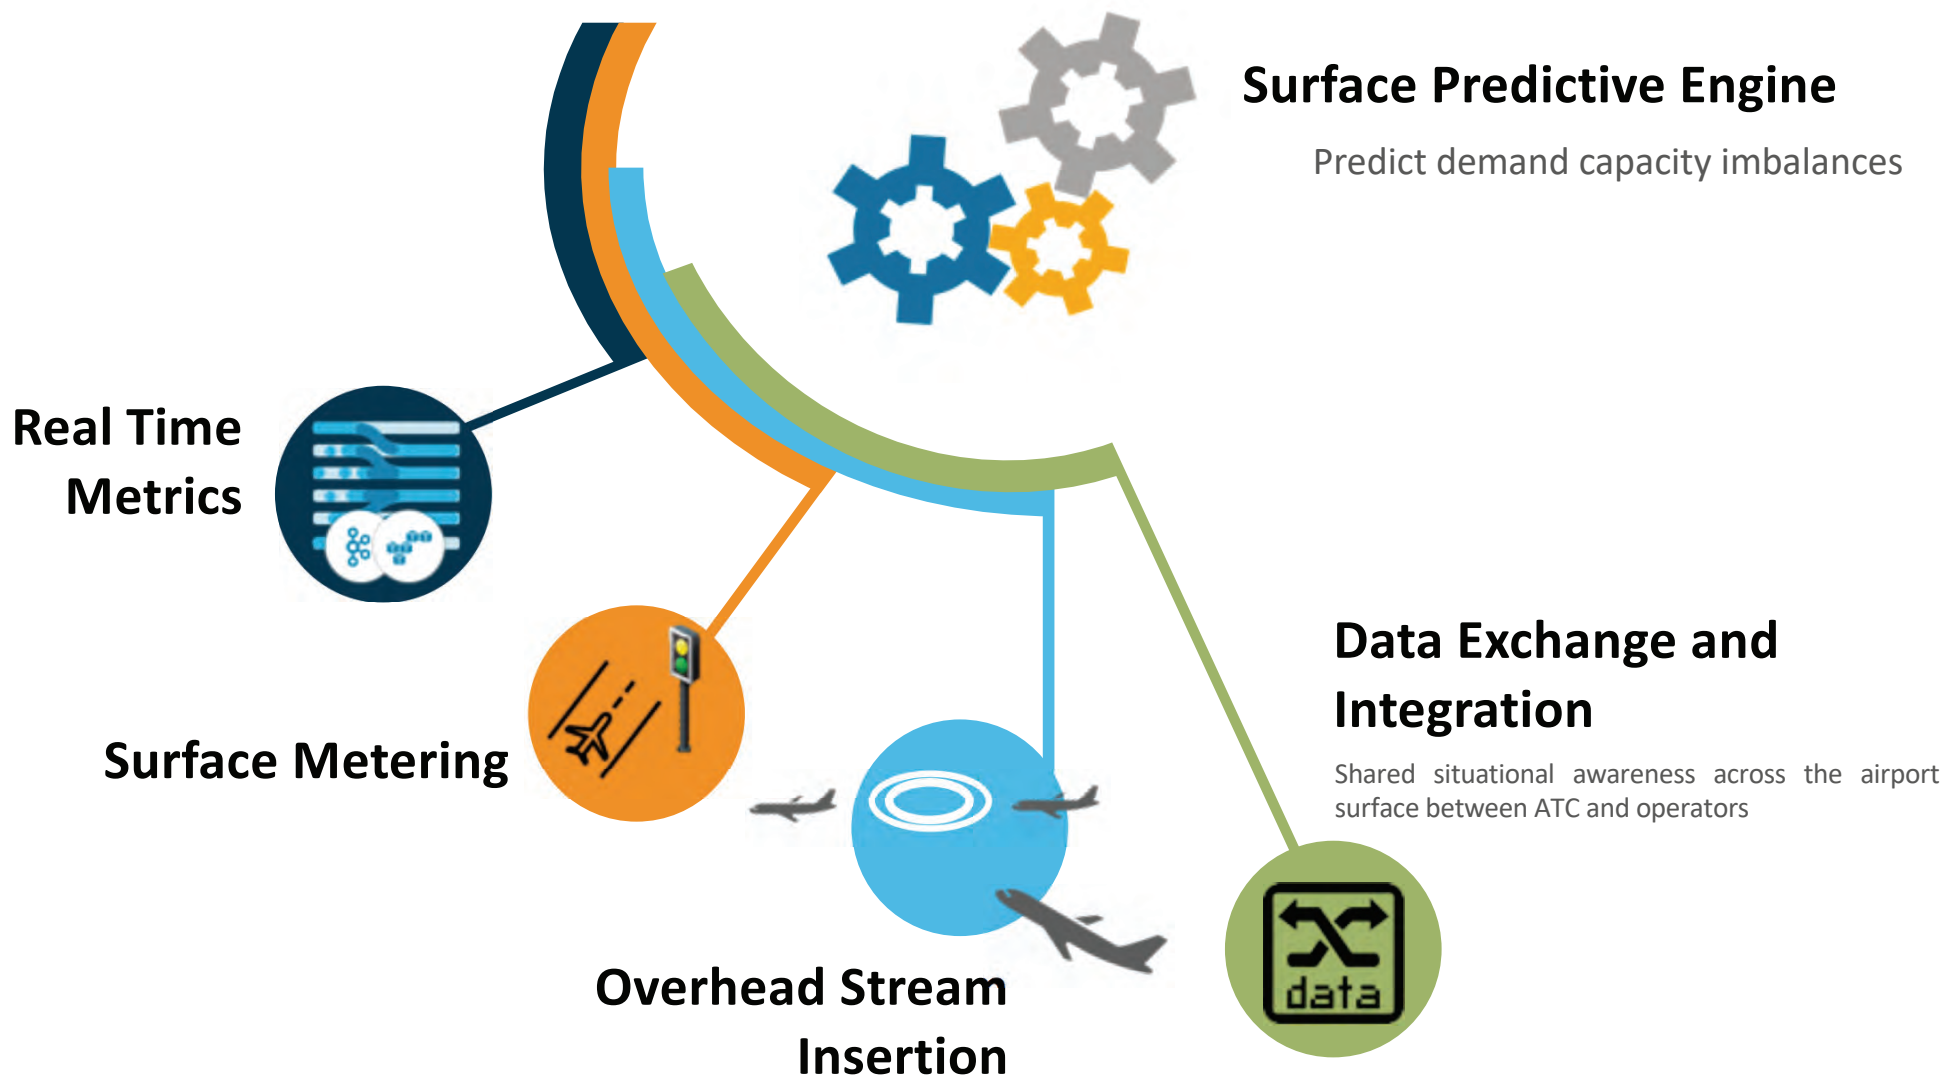 Surface Predictive Engine
Predict demand capacity imbalances
Real Time
Metrics
Surface Metering
Overhead Stream
Insertion
Data Exchange and
Integration
Shared situational awareness across the airport
surface between ATC and operators
data